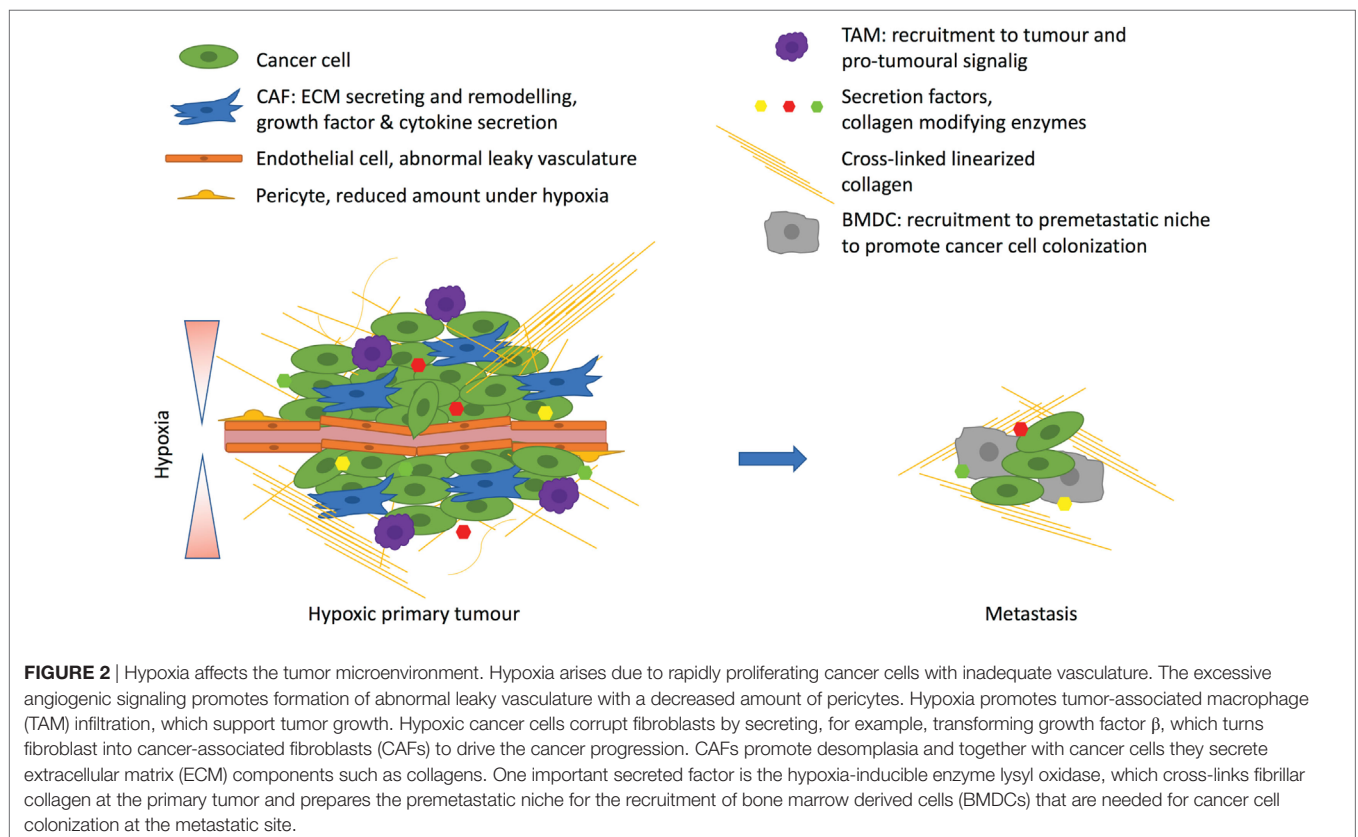 Cancer cell
CAF: ECM secreting and remodelling,
growth factor & cytokine secretion
Endothelial cell, abnormal leaky vasculature
Pericyte, reduced amount under hypoxia
TAM: recruitment to tumour and
pro-tumoural signalig
Secretion factors,
collagen modifying enzymes
Cross-linked linearized
collagen
BMDC: recruitment to premetastatic niche
to promote cancer cell colonization
Hypoxia
Hypoxic primary tumour
Metastasis
FIGURE 2 | Hypoxia affects the tumor microenvironment. Hypoxia arises due to rapidly proliferating cancer cells with inadequate vasculature. The excessive
angiogenic signaling promotes formation of abnormal leaky vasculature with a decreased amount of pericytes. Hypoxia promotes tumor-associated macrophage
(TAM) infiltration, which support tumor growth. Hypoxic cancer cells corrupt fibroblasts by secreting, for example, transforming growth factor β, which turns
fibroblast into cancer-associated fibroblasts (CAFs) to drive the cancer progression. CAFs promote desmoplasia and together with cancer cells they secrete
extracellular matrix (ECM) components such as collagens. One important secreted factor is the hypoxia-inducible enzyme lysyl oxidase, which cross-links fibrillar
collagen at the primary tumor and prepares the premetastatic niche for the recruitment of bone marrow derived cells (BMDCs) that are needed for cancer cell
colonization at the metastatic site.